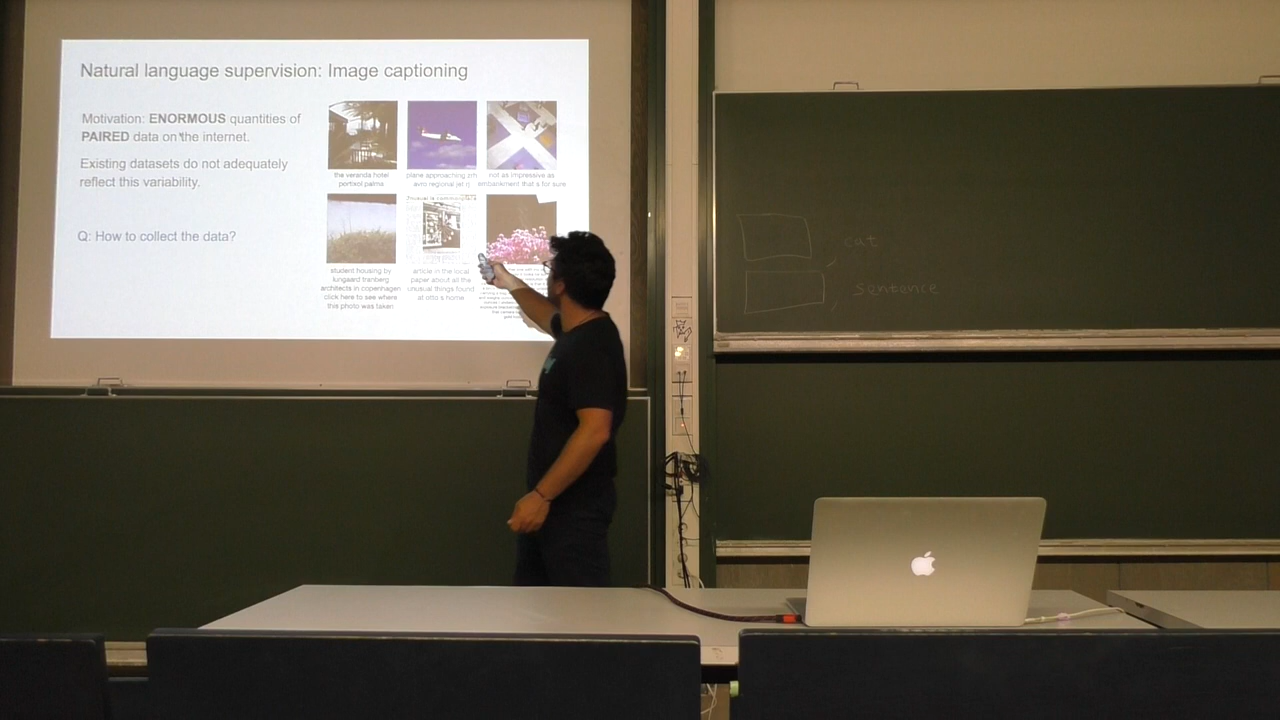 Natural language supervision: Image captioning
Motivation: ENORMOUS quantities of
PAIRED data on the internet.
Existing datasets do not adequately
reflect this variability.
Q: How to collect the data?
the veranda hotel
portixol palma
plane approaching zrh
avro regional jet rj
not as impressive as
embankment that s for sure
student housing by
lungaard tranberg
architects in copenhagen
click here to see where
this photo was taken
article in the local
paper about all the
unusual things found
at otto s home
cat
sentence